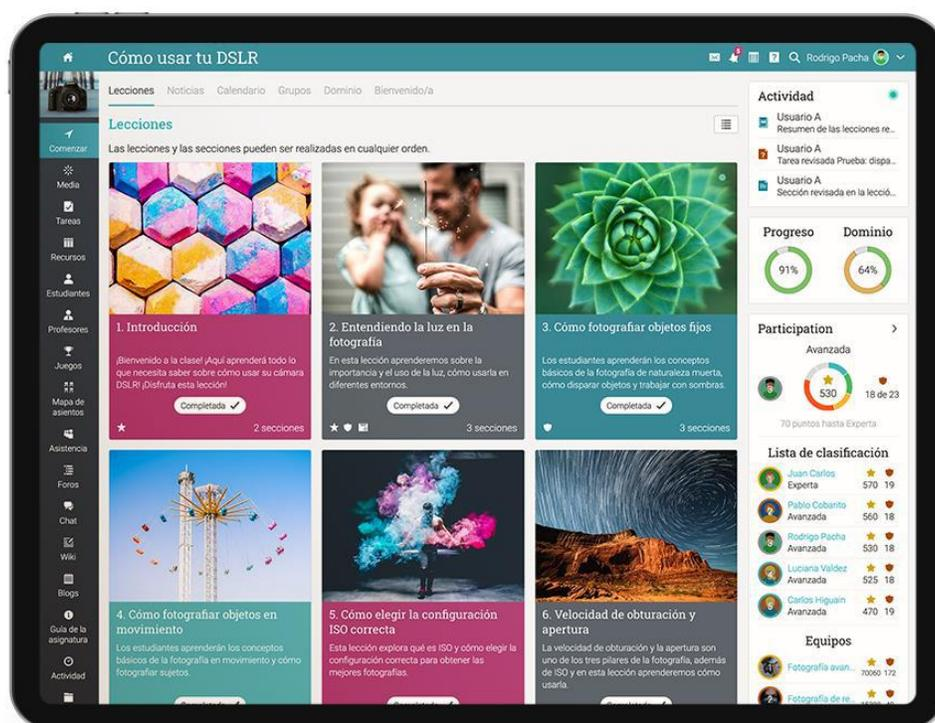 Cómo usar tu DSLR
5
?
Rodrigo Pacha
Comenzar
Media
Tareas
Recursos
Estudiantes
Profesores
Juegos
Mapa de
asientos
Asistencia
Foros
Chat
Wiki
Blogs
Guía de la
asignatura
Actividad
Lecciones Noticias Calendario Grupos Dominio Bienvenido/a
Lecciones
Las lecciones y las secciones pueden ser realizadas en cualquier orden.
1. Introducción
¡Bienvenido a la clase! ¡Aquí aprenderá todo lo
que necesita saber sobre cómo usar su cámara
DSLR! ¡Disfruta esta lección!
Completada
2 secciones
2. Entendiendo la luz en la
fotografía
En esta lección aprenderemos sobre la
importancia y el uso de la luz, cómo usarla en
diferentes entornos.
Completada
3 secciones
3. Cómo fotografiar objetos fijos
Los estudiantes aprenderán los conceptos
básicos de la fotografía de naturaleza muerta,
cómo disparar objetos y trabajar con sombras.
Completada
3 secciones
4. Cómo fotografiar objetos en
movimiento
Los estudiantes aprenderán los conceptos
básicos de la fotografía en movimiento y cómo
fotografiar sujetos.
Completada
5. Cómo elegir la configuración
ISO correcta
Esta lección explora qué es ISO y cómo elegir la
configuración correcta para obtener las
mejores fotografías.
Completada
6. Velocidad de obturación y
apertura
La velocidad de obturación y la apertura son
uno de los tres pilares de la fotografía, además
de ISO y en esta lección aprenderemos cómo
usarla.
Completada
Actividad
Usuario A
Resumen de las lecciones re...
Usuario A
Tarea revisada Prueba: dispa...
Usuario A
Sección revisada en la lecció...
Progreso Dominio
91% 64%
Participation
Avanzada
530
18 de 23
70 puntos hasta Experta
Lista de clasificación
Juan Carlos
Experta 570 19
Pablo Cobarito
Avanzada 560 18
Rodrigo Pacha
Avanzada 530 18
Luciana Valdez
Avanzada 525 18
Carlos Higuain
Avanzada 470 19
Equipos
Fotografía avan...
70060 172
Fotografía de re...